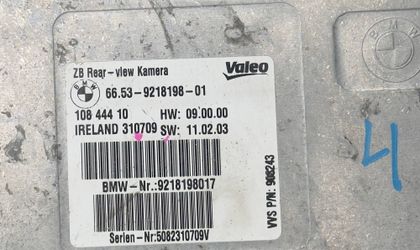 ZB Rear-view Kamera
Valeo
BMW
66.53-9218198-01
108 444 10 HW: 09.00.00
IRELAND 310709 SW: 11.02.03
BMW-Nr.:9218198017
Serien-Nr:5082310709V
VVS P/N: 908243
4